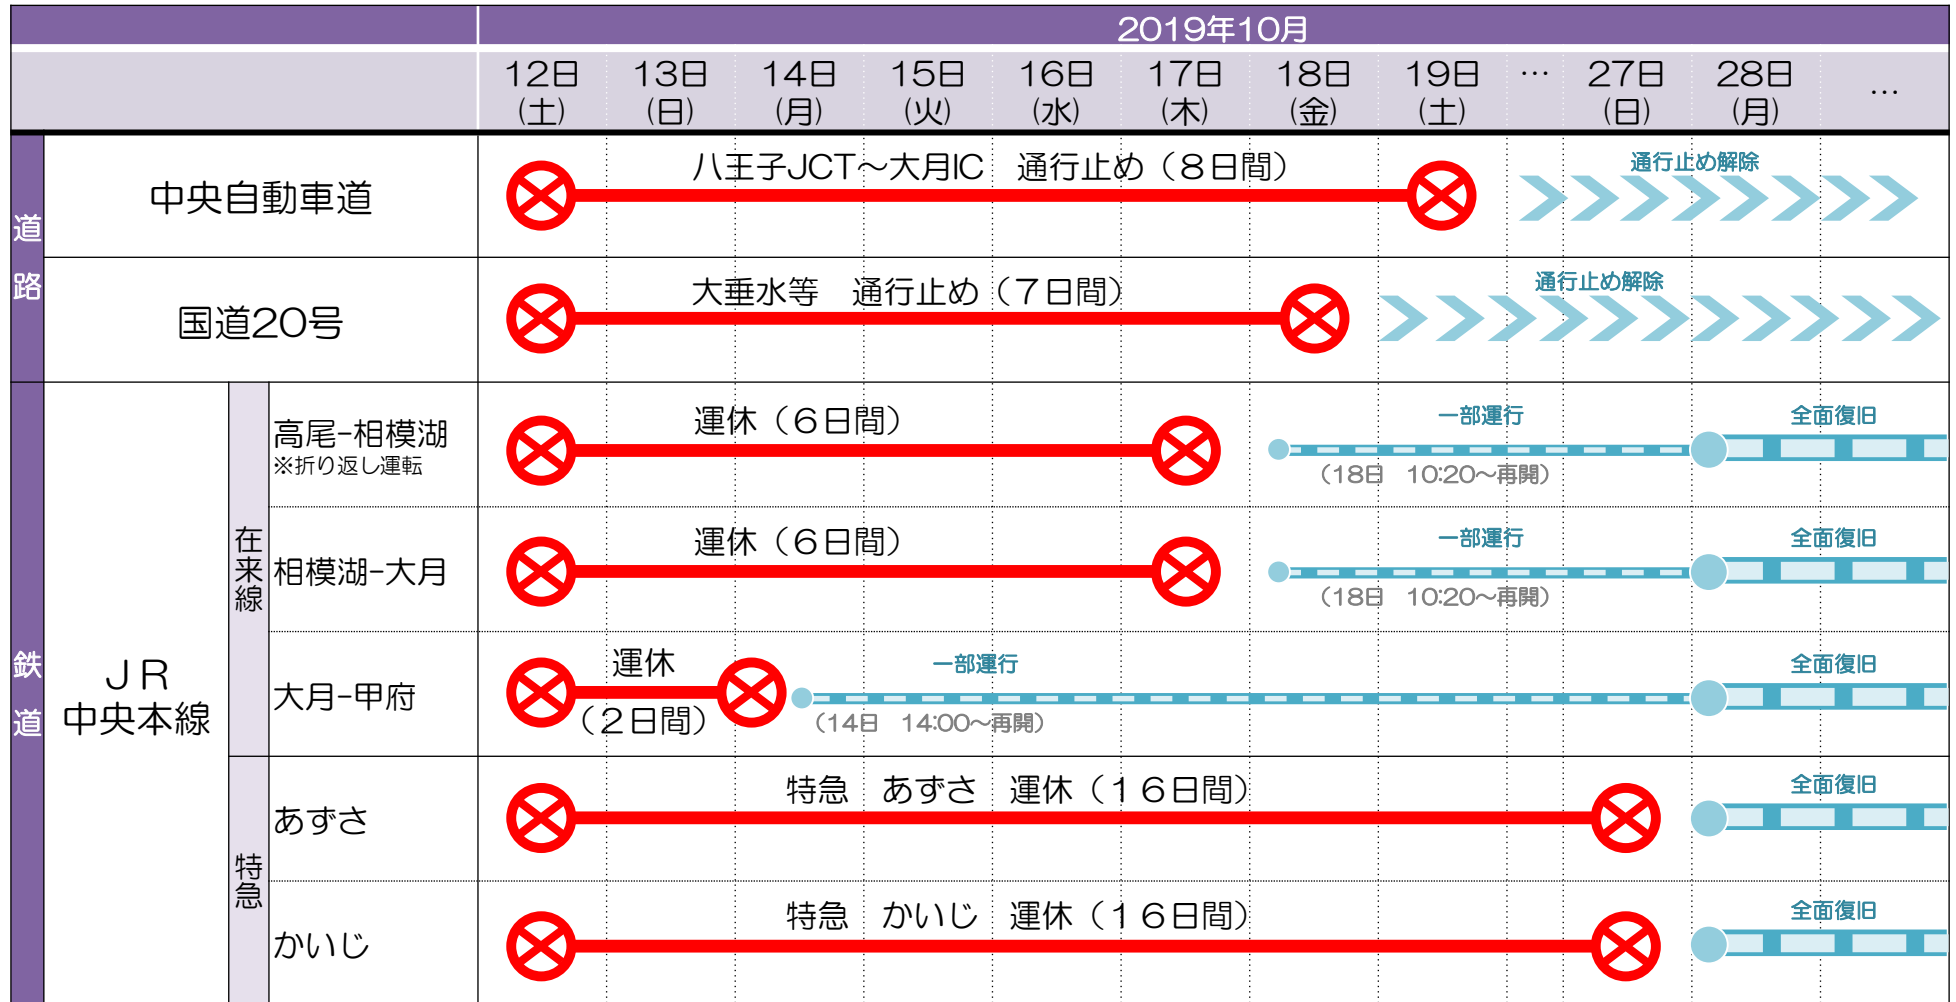 2019年10月
12日 13日 14日 15日 16日 17日 18日 19日 … 27日 28日 …
(土) (日) (月) (火) (水) (木) (金) (土) (日) (月)
道路
中央自動車道
八王子JCT～大月IC 通行止め（8日間）
通行止め解除
国道20号
大垂水等 通行止め（7日間）
通行止め解除
鉄道
JR
中央本線
在来線
高尾-相模湖
※折り返し運転
運休（6日間）
一部運行
（18日 10:20～再開）
全面復旧
相模湖-大月
運休（6日間）
一部運行
（18日 10:20～再開）
全面復旧
大月-甲府
運休
（2日間）
一部運行
（14日 14:00～再開）
全面復旧
特急
あずさ
特急 あずさ 運休（16日間）
全面復旧
かいじ
特急 かいじ 運休（16日間）
全面復旧